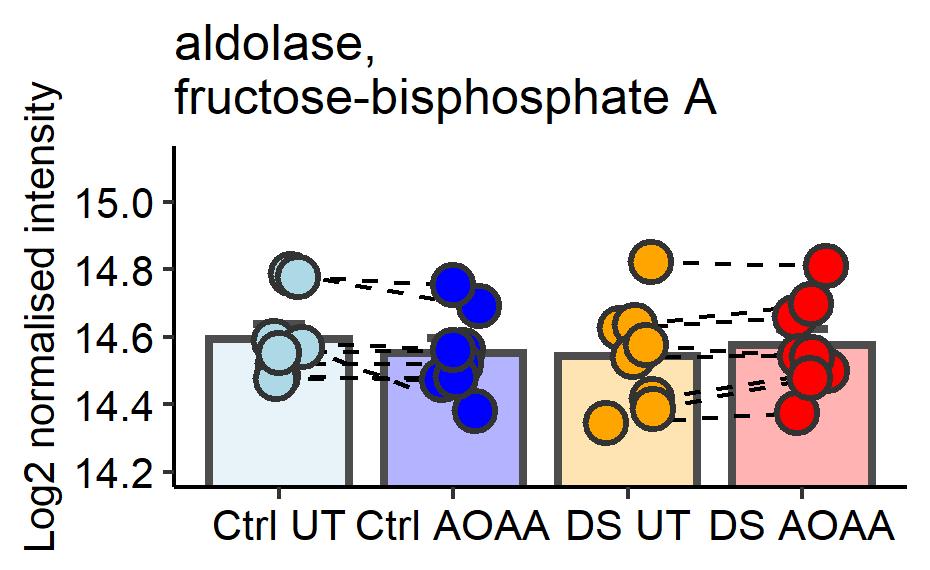 aldolase,
fructose-bisphosphate A
Log2 normalised intensity
15.0
14.8
14.6
14.4
14.2
Ctrl UT Ctrl AOAA DS UT DS AOAA